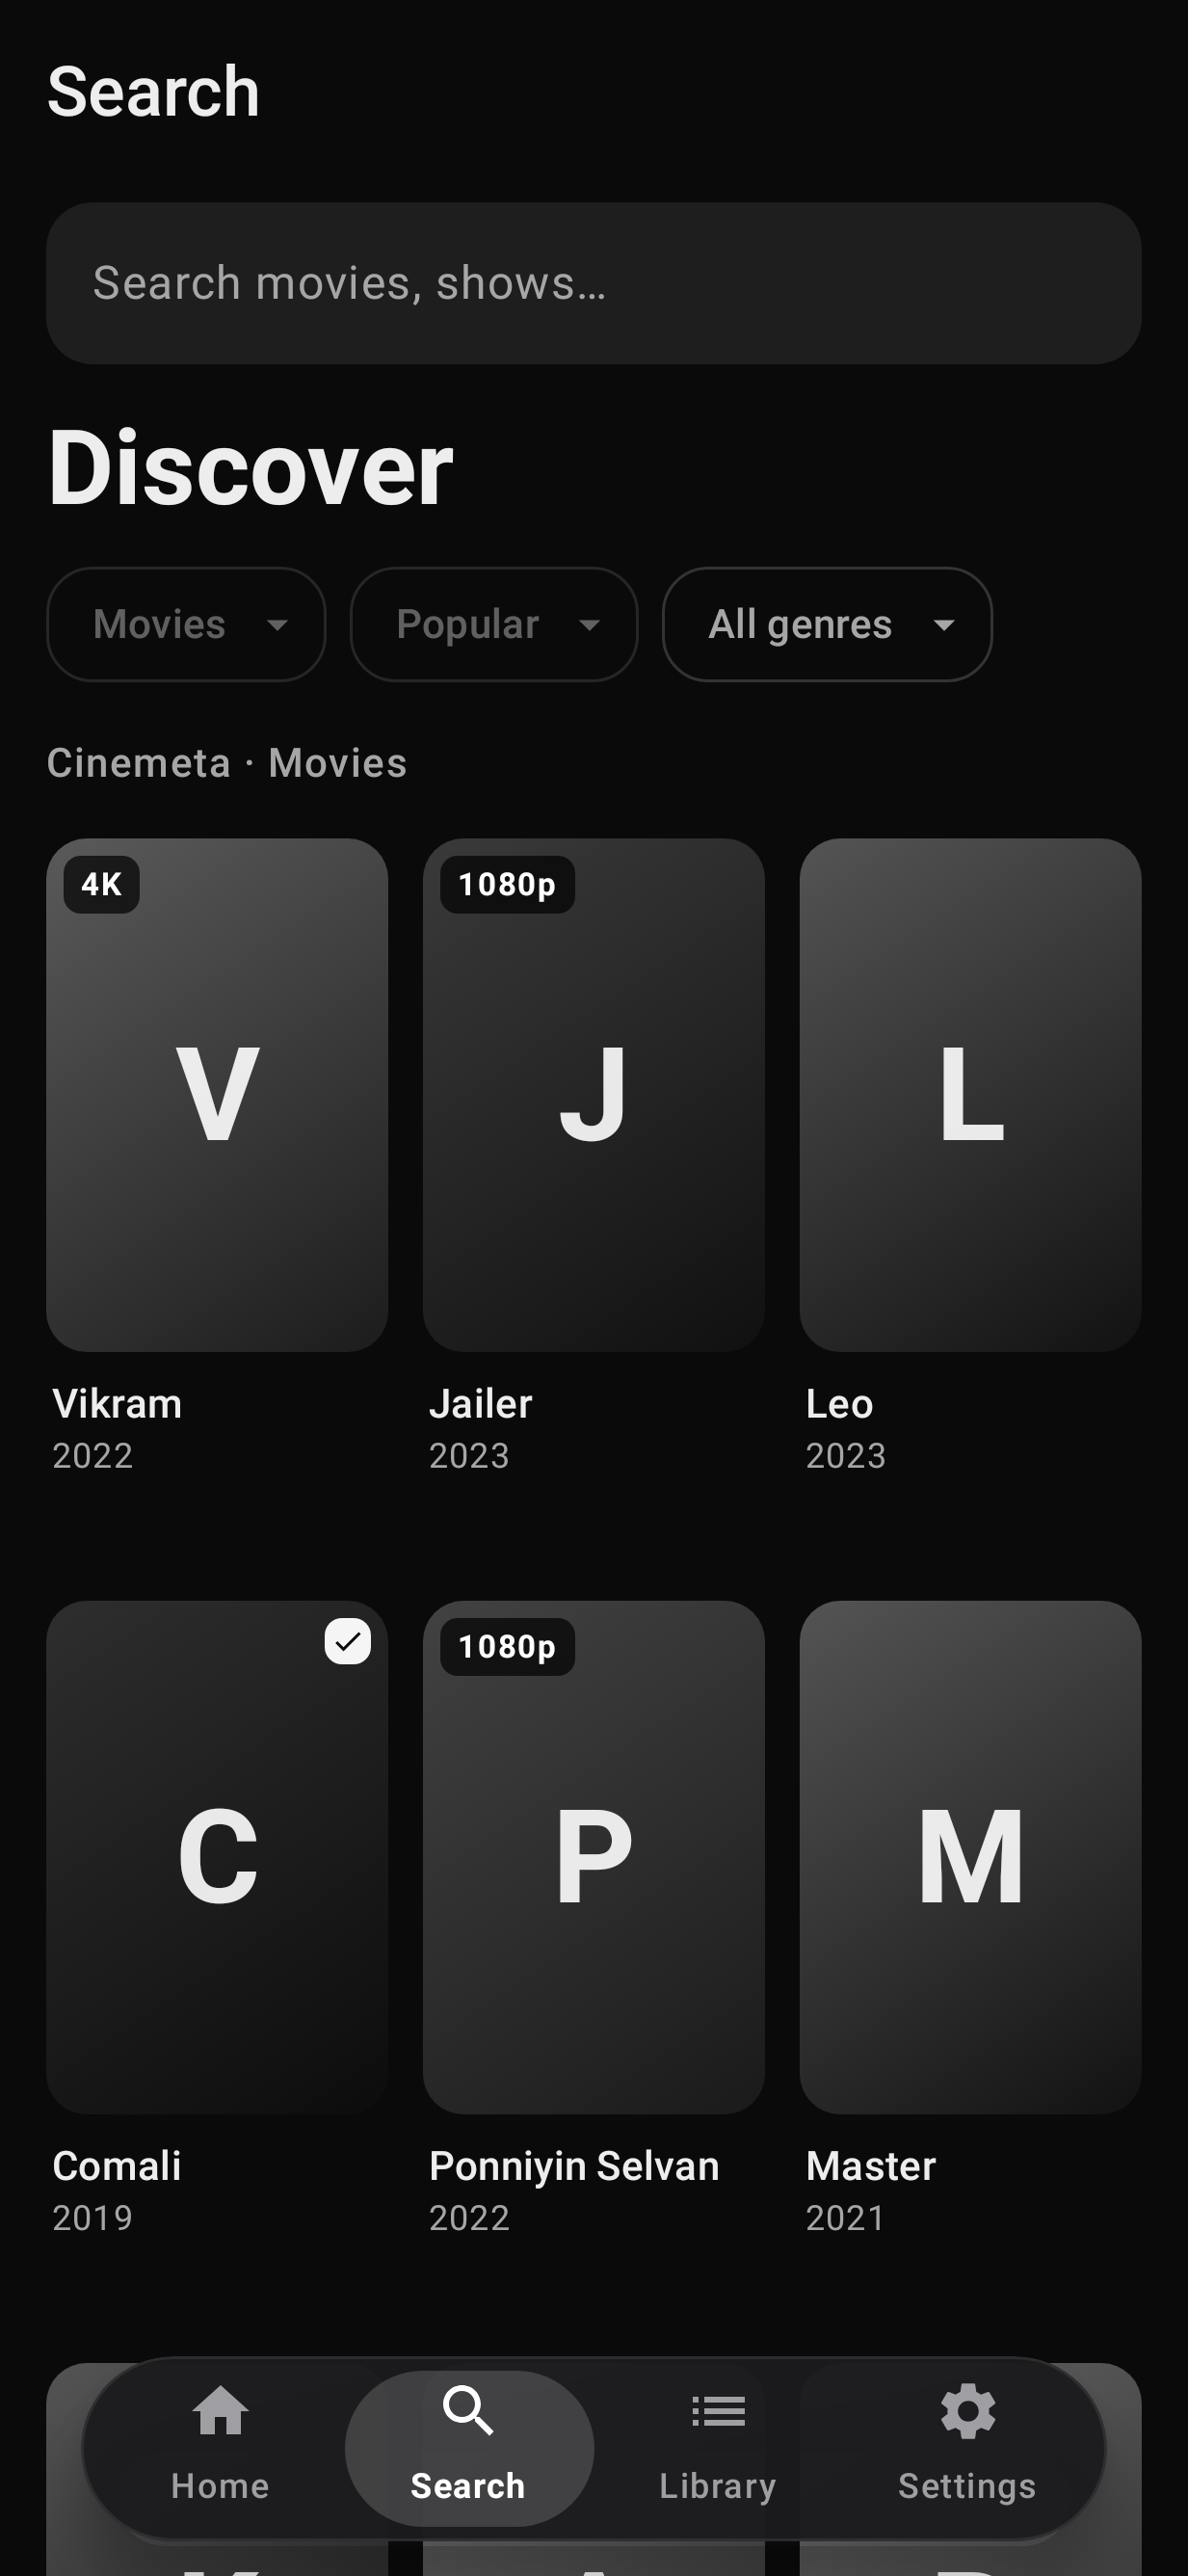 Search
Search movies, shows…
Discover
Movies
Popular
All genres
Cinemeta · Movies
4K
1080p
V
J
L
Vikram
Jailer
Leo
2022
2023
2023
1080p
C
P
M
Comali
Ponniyin Selvan
Master
2019
2022
2021
Home
Search
Library
Settings